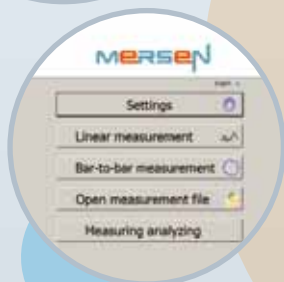 MERSEN
Settings
Linear measurement
Bar-to-bar measurement
Open measurement file
Measuring analyzing